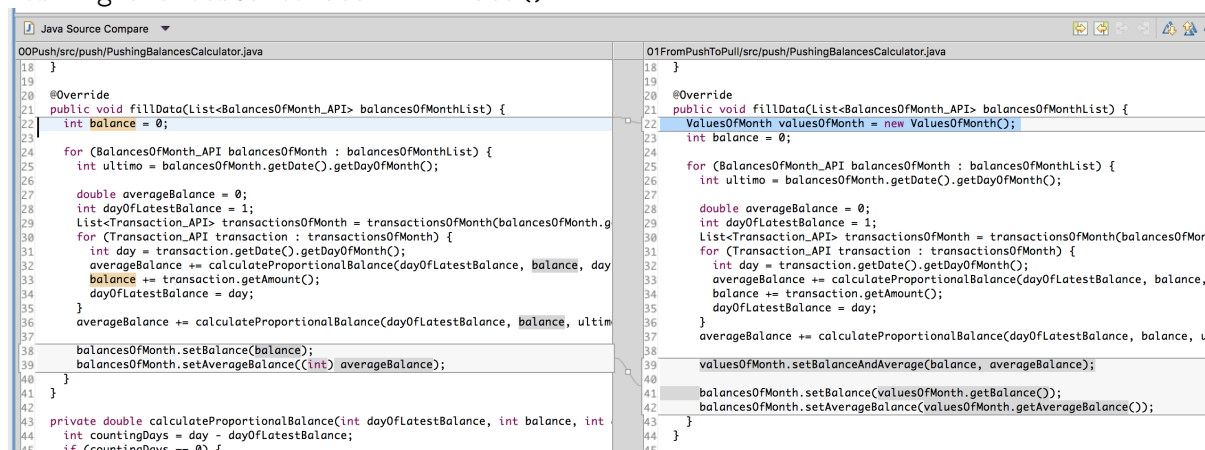 Java Source Compare
00Push/src/push/PushingBalancesCalculator.java
18 }
19
20 @Override
21 public void fillData(List<BalancesOfMonth_API> balancesOfMonthList) {
22 int balance = 0;
23
24 for (BalancesOfMonth_API balancesOfMonth : balancesOfMonthList) {
25 int ultimo = balancesOfMonth.getDate().getDayOfMonth();
26
27 double averageBalance = 0;
28 int dayOfLatestBalance = 1;
29 List<Transaction_API> transactionsOfMonth = transactionsOfMonth(balancesOfMonth.g
30 for (Transaction_API transaction : transactionsOfMonth) {
31 int day = transaction.getDate().getDayOfMonth();
32 averageBalance += calculateProportionalBalance(dayOfLatestBalance, balance, day
33 balance += transaction.getAmount();
34 dayOfLatestBalance = day;
35 }
36 averageBalance += calculateProportionalBalance(dayOfLatestBalance, balance, ultim
37
38 balancesOfMonth.setBalance(balance);
39 balancesOfMonth.setAverageBalance((int) averageBalance);
40 }
41 }
42
43 private double calculateProportionalBalance(int dayOfLatestBalance, int balance, int
44 int countingDays = day - dayOfLatestBalance;
45 if (countingDays == 0) {
01FromPushToPull/src/push/PushingBalancesCalculator.java
18 }
19
20 @Override
21 public void fillData(List<BalancesOfMonth_API> balancesOfMonthList) {
22 ValuesOfMonth valuesOfMonth = new ValuesOfMonth();
23 int balance = 0;
24
25 for (BalancesOfMonth_API balancesOfMonth : balancesOfMonthList) {
26 int ultimo = balancesOfMonth.getDate().getDayOfMonth();
27
28 double averageBalance = 0;
29 int dayOfLatestBalance = 1;
30 List<Transaction_API> transactionsOfMonth = transactionsOfMonth(balancesOfMon
31 for (Transaction_API transaction : transactionsOfMonth) {
32 int day = transaction.getDate().getDayOfMonth();
33 averageBalance += calculateProportionalBalance(dayOfLatestBalance, balance,
34 balance += transaction.getAmount();
35 dayOfLatestBalance = day;
36 }
37 averageBalance += calculateProportionalBalance(dayOfLatestBalance, balance, u
38
39 valuesOfMonth.setBalanceAndAverage(balance, averageBalance);
40
41 balancesOfMonth.setBalance(valuesOfMonth.getBalance());
42 balancesOfMonth.setAverageBalance(valuesOfMonth.getAverageBalance());
43 }
44 }